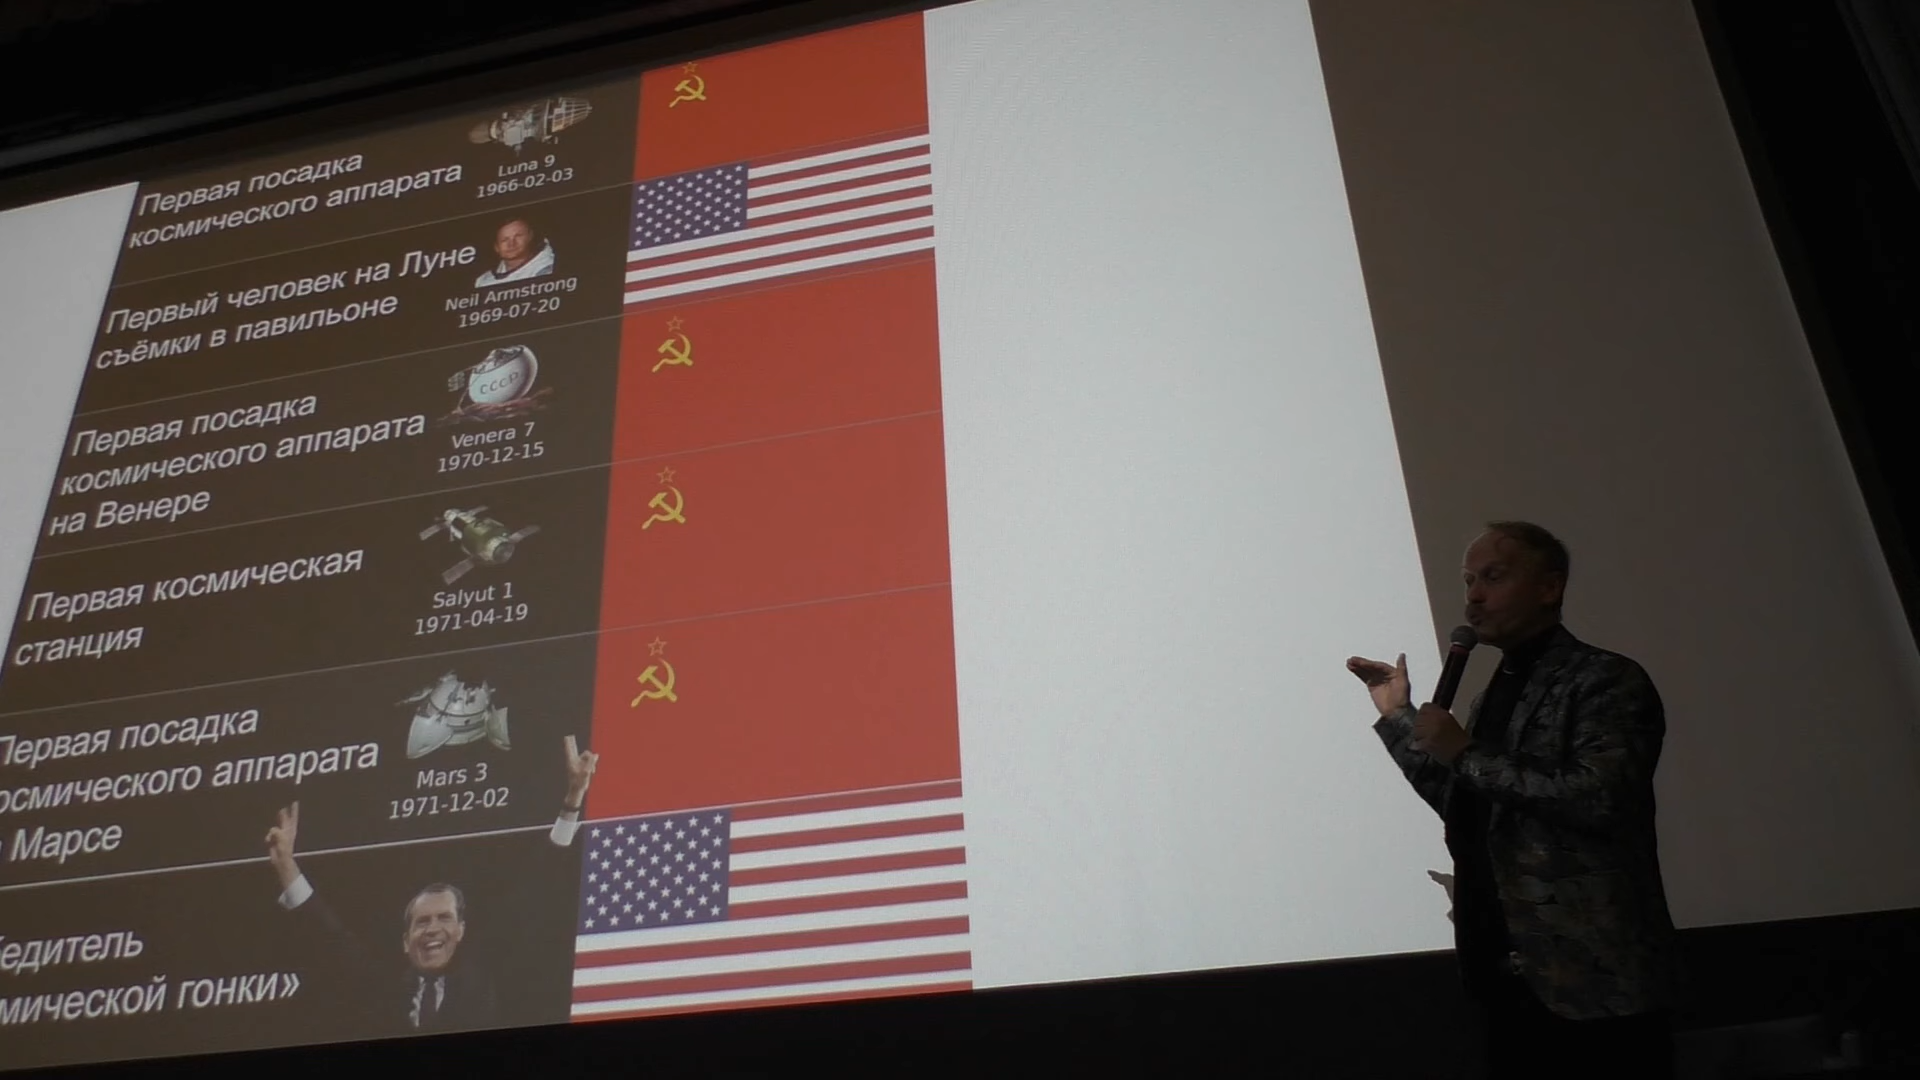 Первая посадка
космического аппарата
Luna 9
1966-02-03
Первый человек на Луне
съёмки в павильоне
Neil Armstrong
1969-07-20
Первая посадка
космического аппарата
на Венере
СССР
Venera 7
1970-12-15
Первая космическая
станция
Salyut 1
1971-04-19
Первая посадка
осмического аппарата
Марсе
Mars 3
1971-12-02
едитель
мической гонки»